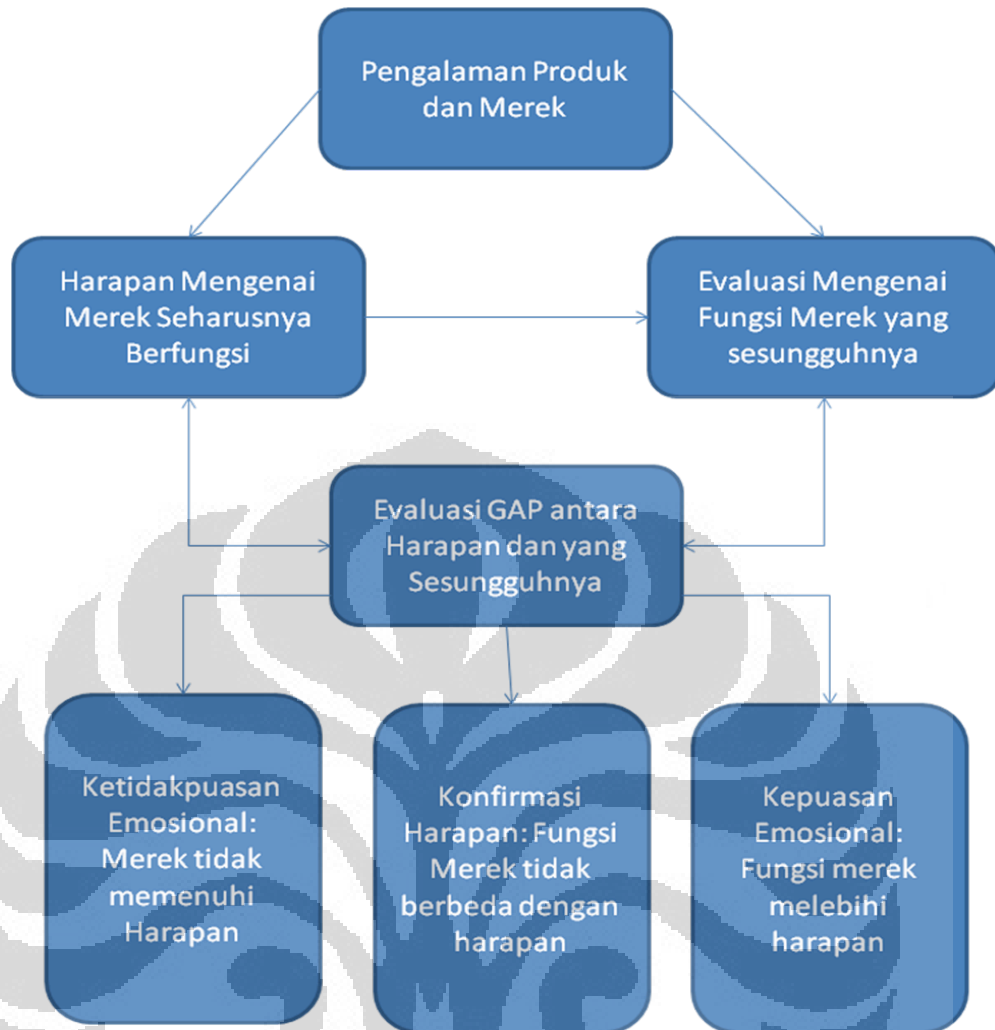 Pengalaman Produk
dan Merek
Harapan Mengenai
Merek Seharusnya
Berfungsi
Evaluasi Mengenai
Fungsi Merek yang
sesungguhnya
Evaluasi GAP antara
Harapan dan yang
Sesungguhnya
Ketidakpuasan
Emosional:
Merek tidak
memenuhi
Harapan
Konfirmasi
Harapan: Fungsi
Merek tidak
berbeda dengan
harapan
Kepuasan
Emosional:
Fungsi merek
melebihi
harapan